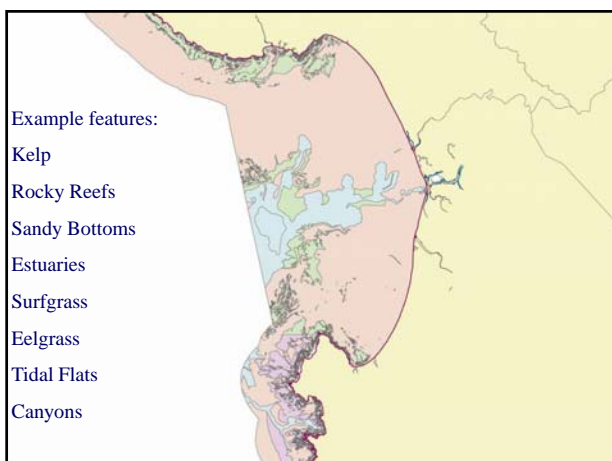 Example features:
Kelp
Rocky Reefs
Sandy Bottoms
Estuaries
Surfgrass
Eelgrass
Tidal Flats
Canyons